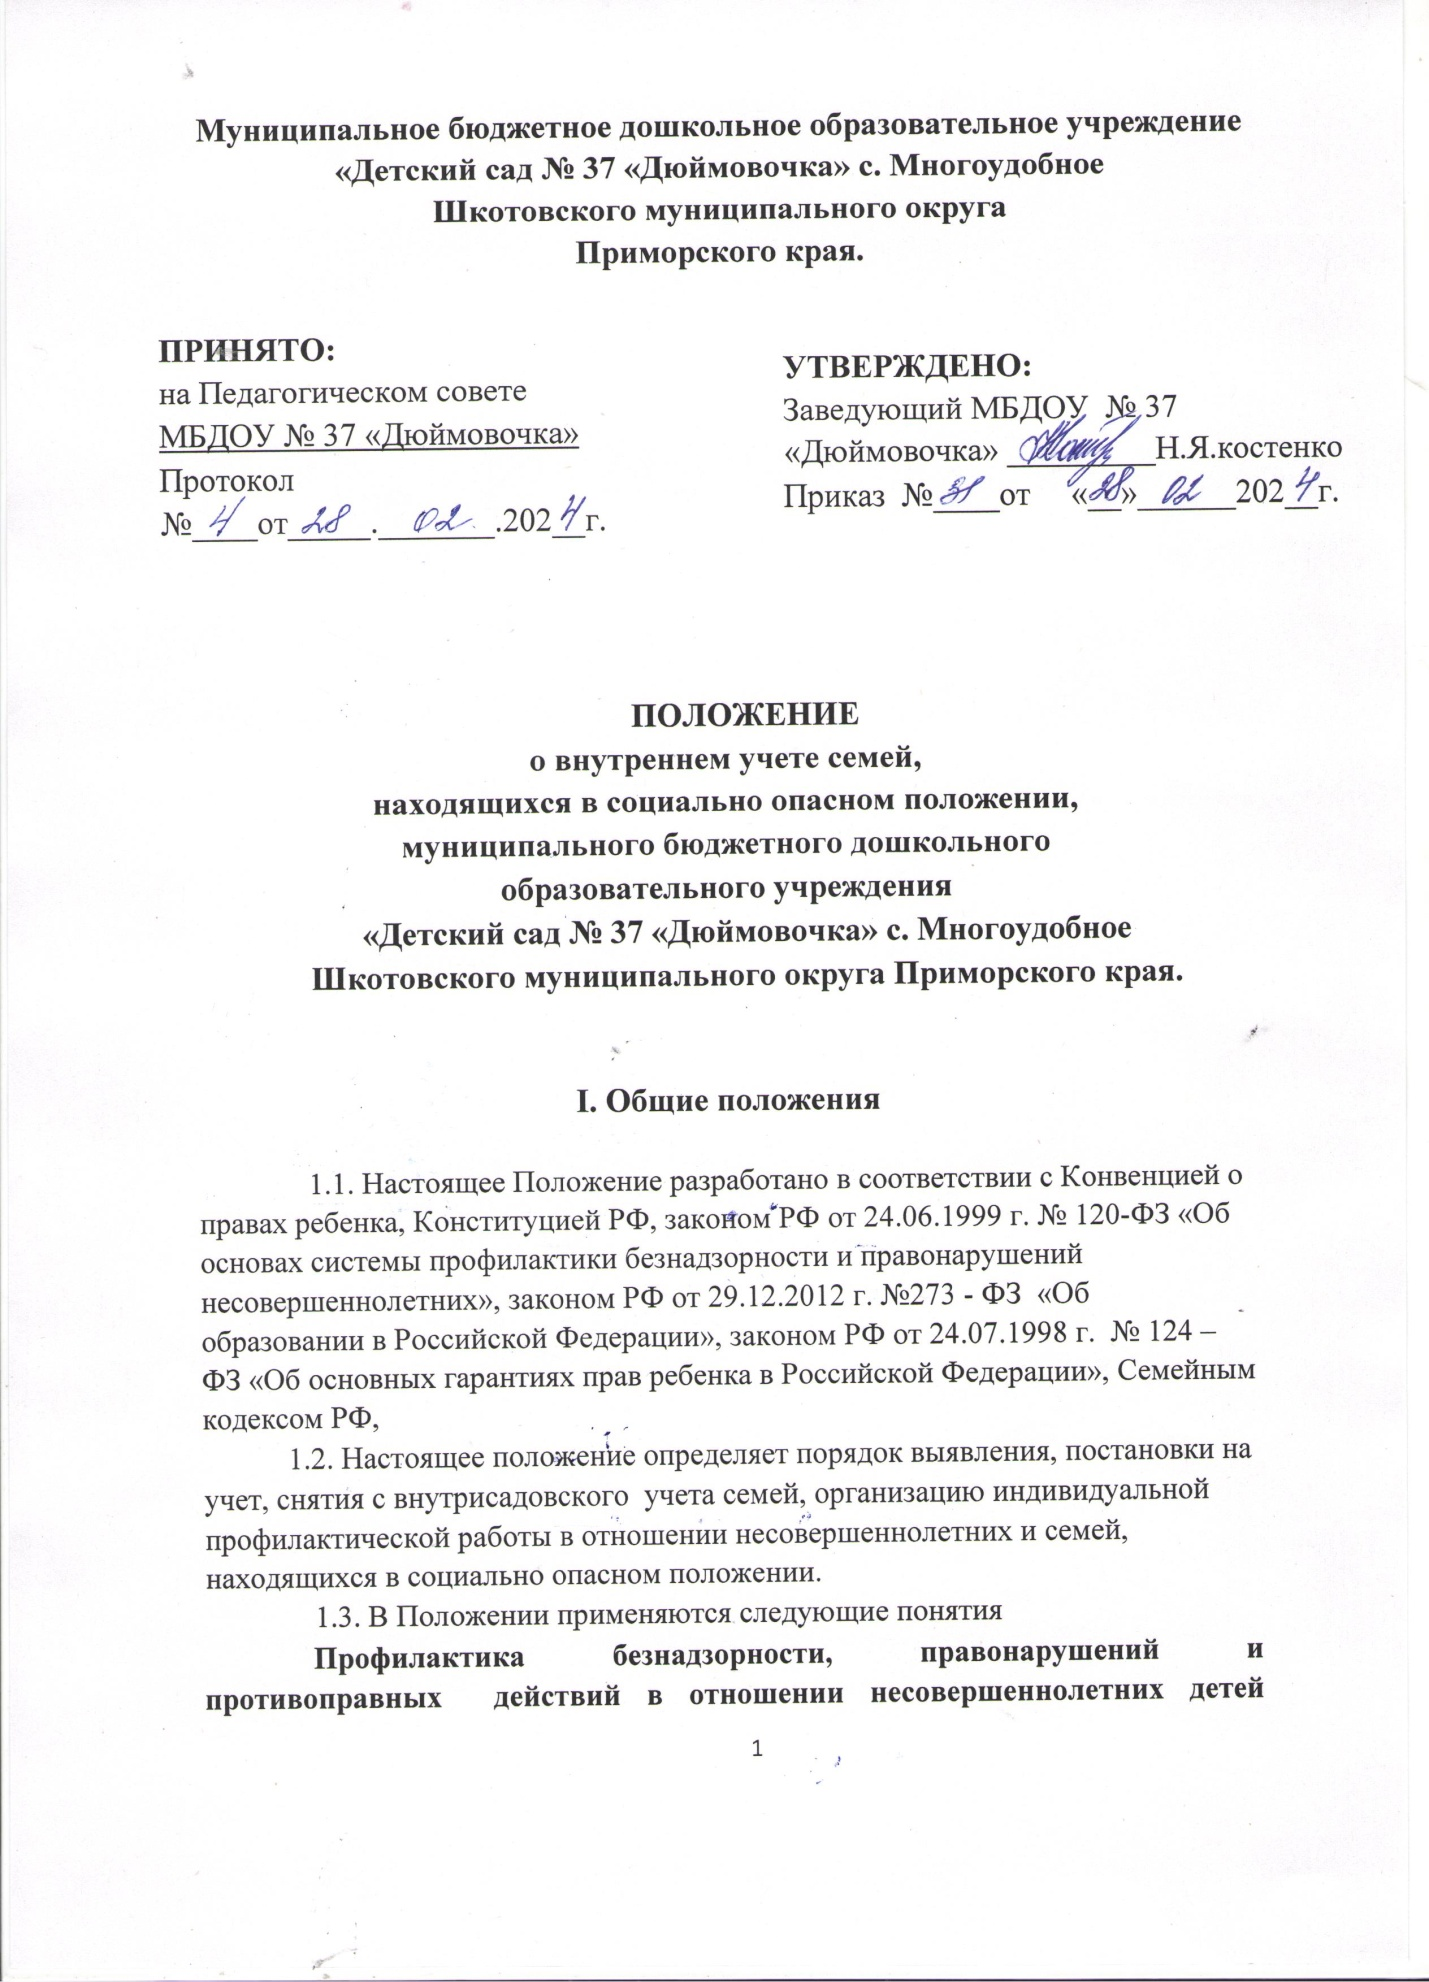 Муниципальное бюджетное дошкольное образовательное учреждение
«Детский сад № 37 «Дюймовочка» с. Многоудобное
Шкотовского муниципального округа
Приморского края.
ПРИНЯТО:
на Педагогическом совете
МБДОУ № 37 «Дюймовочка»
Протокол
№ 4 от 28 . 02 .2024г.
УТВЕРЖДЕНО:
Заведующий МБДОУ № 37
«Дюймовочка» Н.Я.костенко
Приказ № 31 от «28» 02 2024г.
ПОЛОЖЕНИЕ
о внутреннем учете семей,
находящихся в социально опасном положении,
муниципального бюджетного дошкольного
образовательного учреждения
«Детский сад № 37 «Дюймовочка» с. Многоудобное
Шкотовского муниципального округа Приморского края.
I. Общие положения
1.1. Настоящее Положение разработано в соответствии с Конвенцией о
правах ребенка, Конституцией РФ, законом РФ от 24.06.1999 г. № 120-ФЗ «Об
основах системы профилактики безнадзорности и правонарушений
несовершеннолетних», законом РФ от 29.12.2012 г. №273 - ФЗ «Об
образовании в Российской Федерации», законом РФ от 24.07.1998 г. № 124 –
ФЗ «Об основных гарантиях прав ребенка в Российской Федерации», Семейным
кодексом РФ,
1.2. Настоящее положение определяет порядок выявления, постановки на
учет, снятия с внутрисадовского учета семей, организацию индивидуальной
профилактической работы в отношении несовершеннолетних и семей,
находящихся в социально опасном положении.
1.3. В Положении применяются следующие понятия
Профилактика безнадзорности, правонарушений и
противоправных действий в отношении несовершеннолетних детей
1